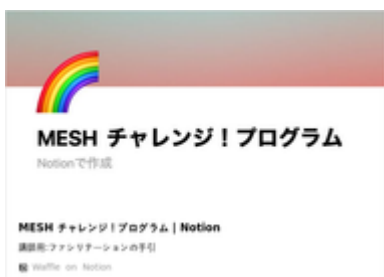 MESH チャレンジ！プログラム
Notionで作成
MESH チャレンジ！プログラム | Notion
講師用:ファシリテーションの手引
Waffle on Notion